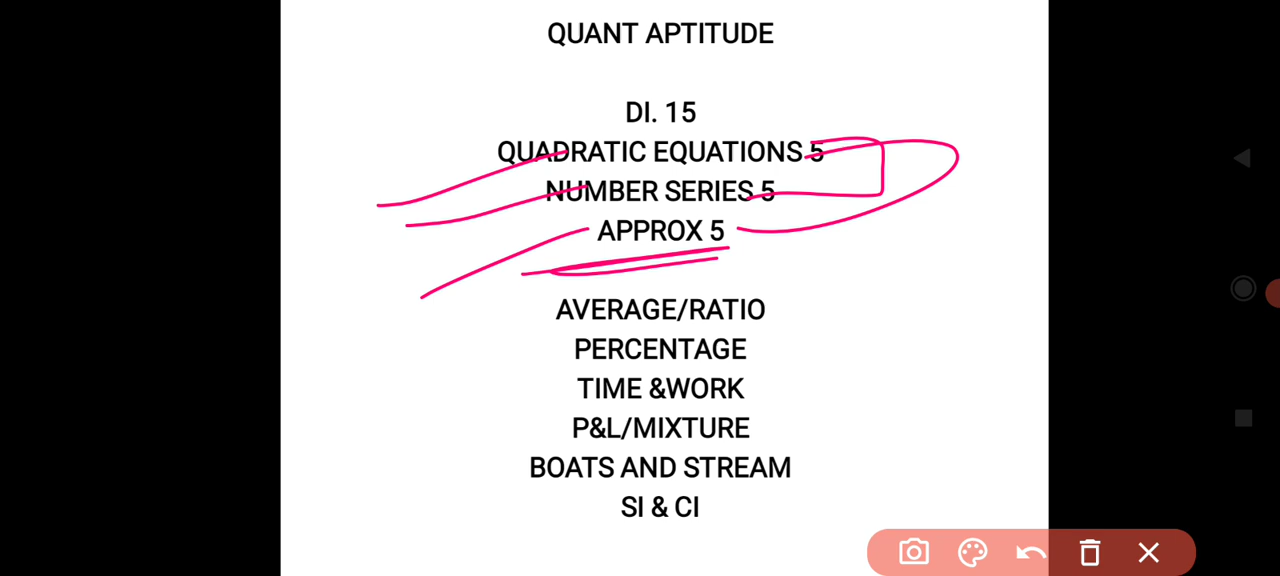 QUANT APTITUDE
DI. 15
QUADRATIC EQUATIONS 5
NUMBER SERIES 5
APPROX 5
AVERAGE/RATIO
PERCENTAGE
TIME &WORK
P&L/MIXTURE
BOATS AND STREAM
SI & CI